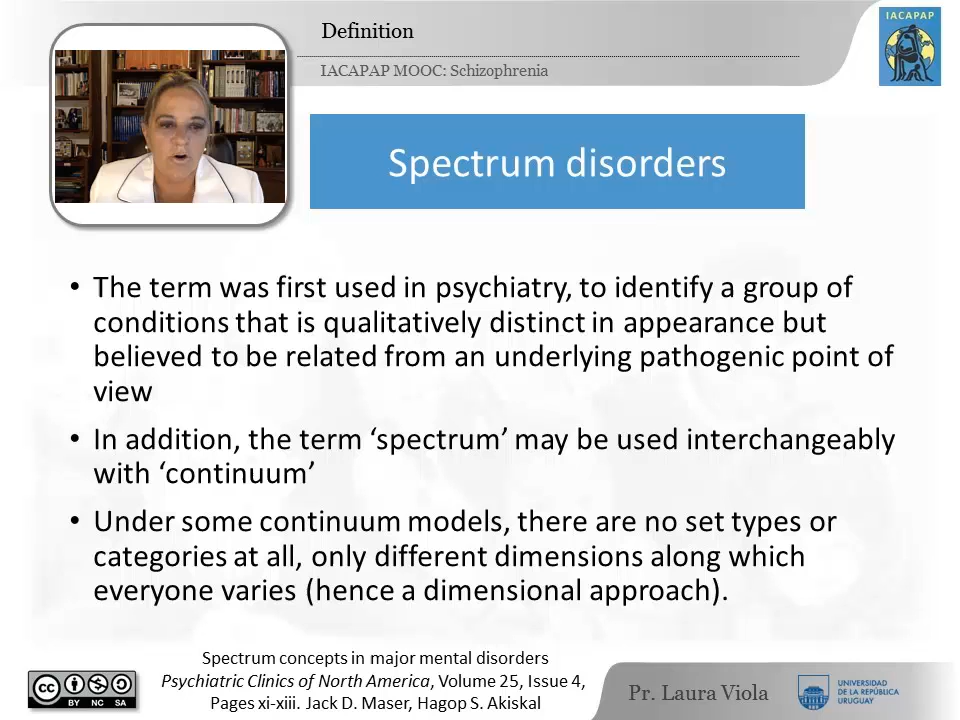 Definition
IACAPAP MOOC: Schizophrenia
IACAPAP
Spectrum disorders
• The term was first used in psychiatry, to identify a group of
conditions that is qualitatively distinct in appearance but
believed to be related from an underlying pathogenic point of
view
• In addition, the term ‘spectrum’ may be used interchangeably
with ‘continuum’
• Under some continuum models, there are no set types or
categories at all, only different dimensions along which
everyone varies (hence a dimensional approach).
Spectrum concepts in major mental disorders
Psychiatric Clinics of North America, Volume 25, Issue 4,
Pages xi-xiii. Jack D. Maser, Hagop S. Akiskal
cc
BY NC SA
Pr. Laura Viola
UNIVERSIDAD
DE LA REPÚBLICA
URUGUAY